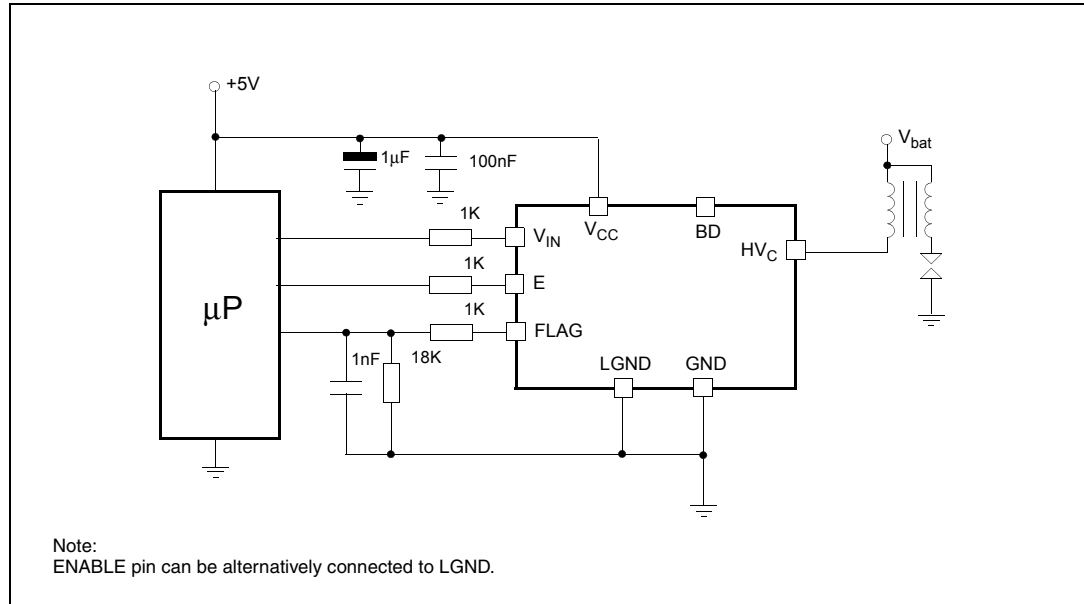 +5V
Vbat
1μF
100nF
1K
VIN
VCC
BD
HVC
1K
E
μP
1K
FLAG
1nF
18K
LGND
GND
Note:
ENABLE pin can be alternatively connected to LGND.